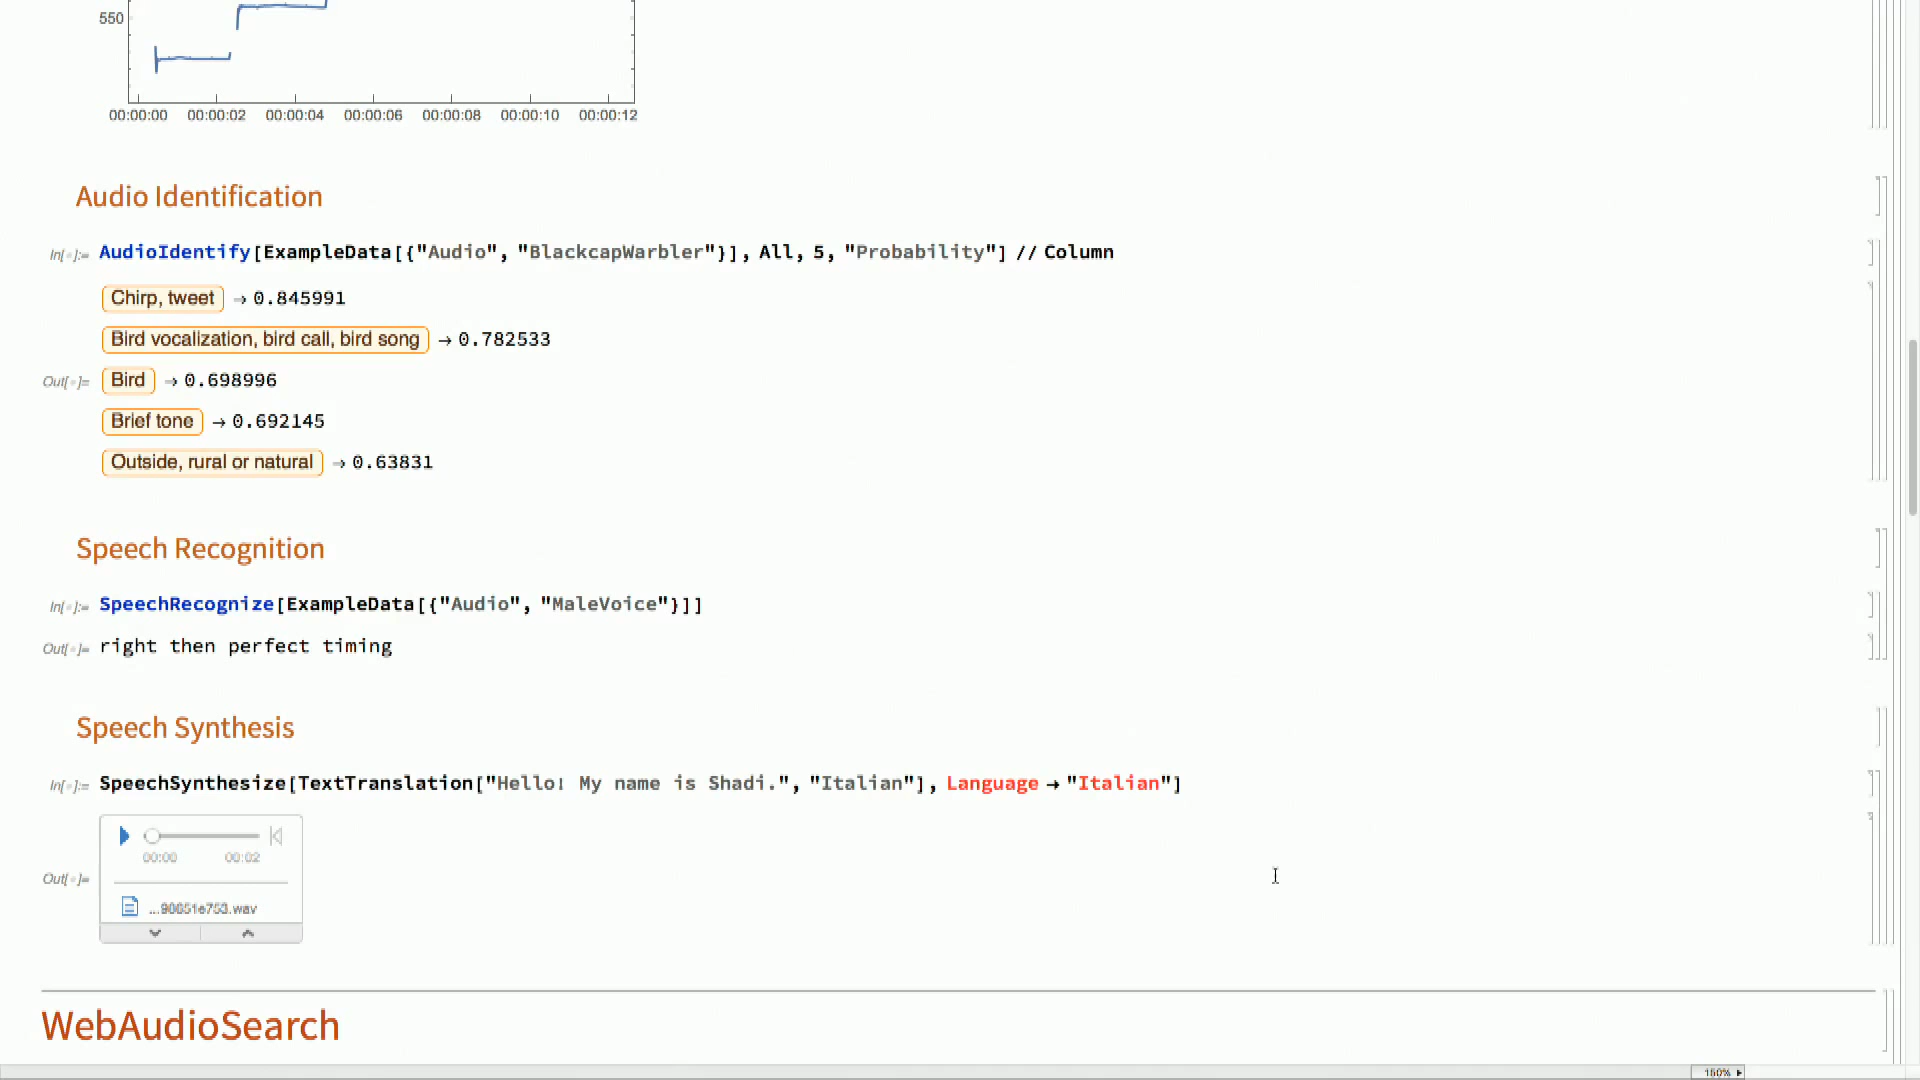 550
00:00:00 00:00:02 00:00:04 00:00:06 00:00:08 00:00:10 00:00:12
Audio Identification
In[ ]:= AudioIdentify[ExampleData[{"Audio", "BlackcapWarbler"}], All, 5, "Probability"] // Column
Chirp, tweet → 0.845991
Bird vocalization, bird call, bird song → 0.782533
Out[ ]= Bird → 0.698996
Brief tone → 0.692145
Outside, rural or natural → 0.63831
Speech Recognition
In[ ]:= SpeechRecognize[ExampleData[{"Audio", "MaleVoice"}]]
Out[ ]= right then perfect timing
Speech Synthesis
In[ ]:= SpeechSynthesize[TextTranslation["Hello! My name is Shadi.", "Italian"], Language → "Italian"]
00:00 00:02
Out[ ]=
...90651e753.wav
WebAudioSearch
150%